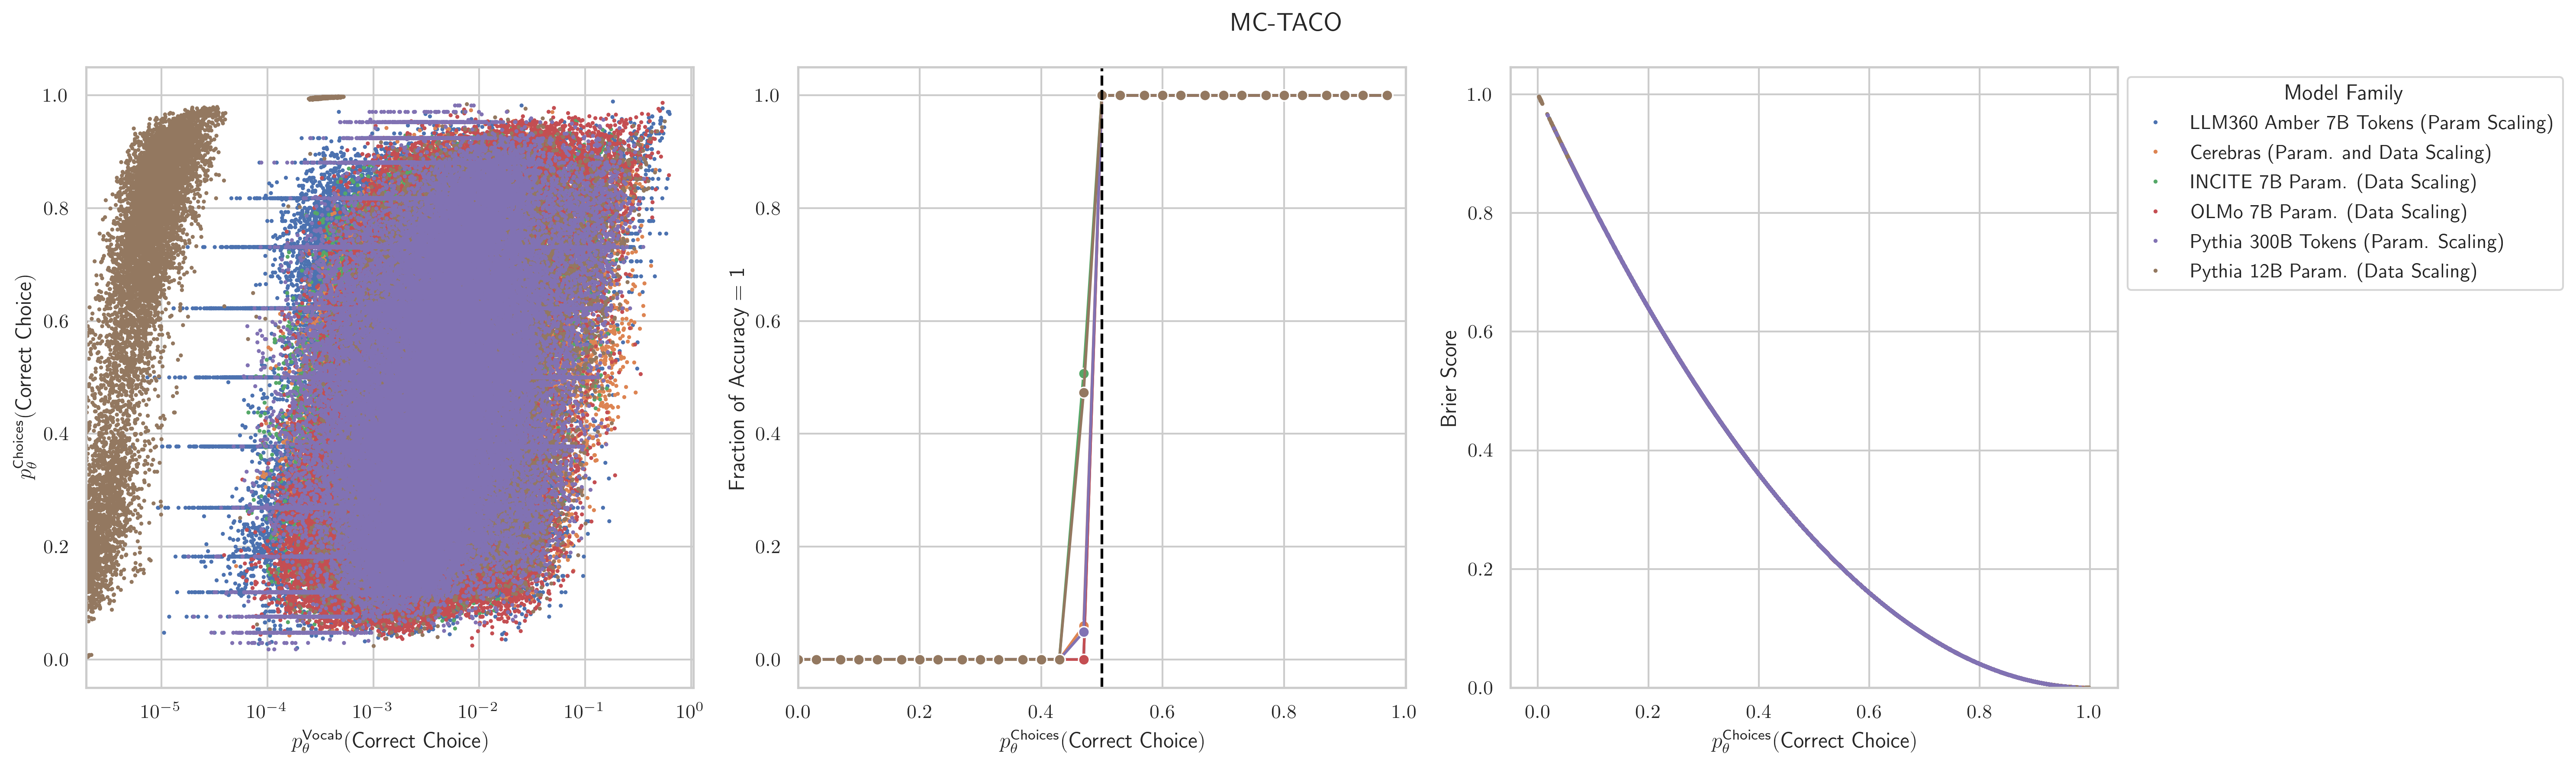 MC-TACO
1.0
0.8
0.6
0.4
0.2
0.0
p_θ^Choices(Correct Choice)
10^−5
10^−4
10^−3
10^−2
10^−1
10^0
p_θ^Vocab(Correct Choice)
1.0
0.8
0.6
0.4
0.2
0.0
Fraction of Accuracy = 1
0.0
0.2
0.4
0.6
0.8
1.0
p_θ^Choices(Correct Choice)
1.0
0.8
0.6
0.4
0.2
0.0
Brier Score
0.0
0.2
0.4
0.6
0.8
1.0
p_θ^Choices(Correct Choice)
Model Family
LLM360 Amber 7B Tokens (Param Scaling)
Cerebras (Param. and Data Scaling)
INCITE 7B Param. (Data Scaling)
OLMo 7B Param. (Data Scaling)
Pythia 300B Tokens (Param. Scaling)
Pythia 12B Param. (Data Scaling)